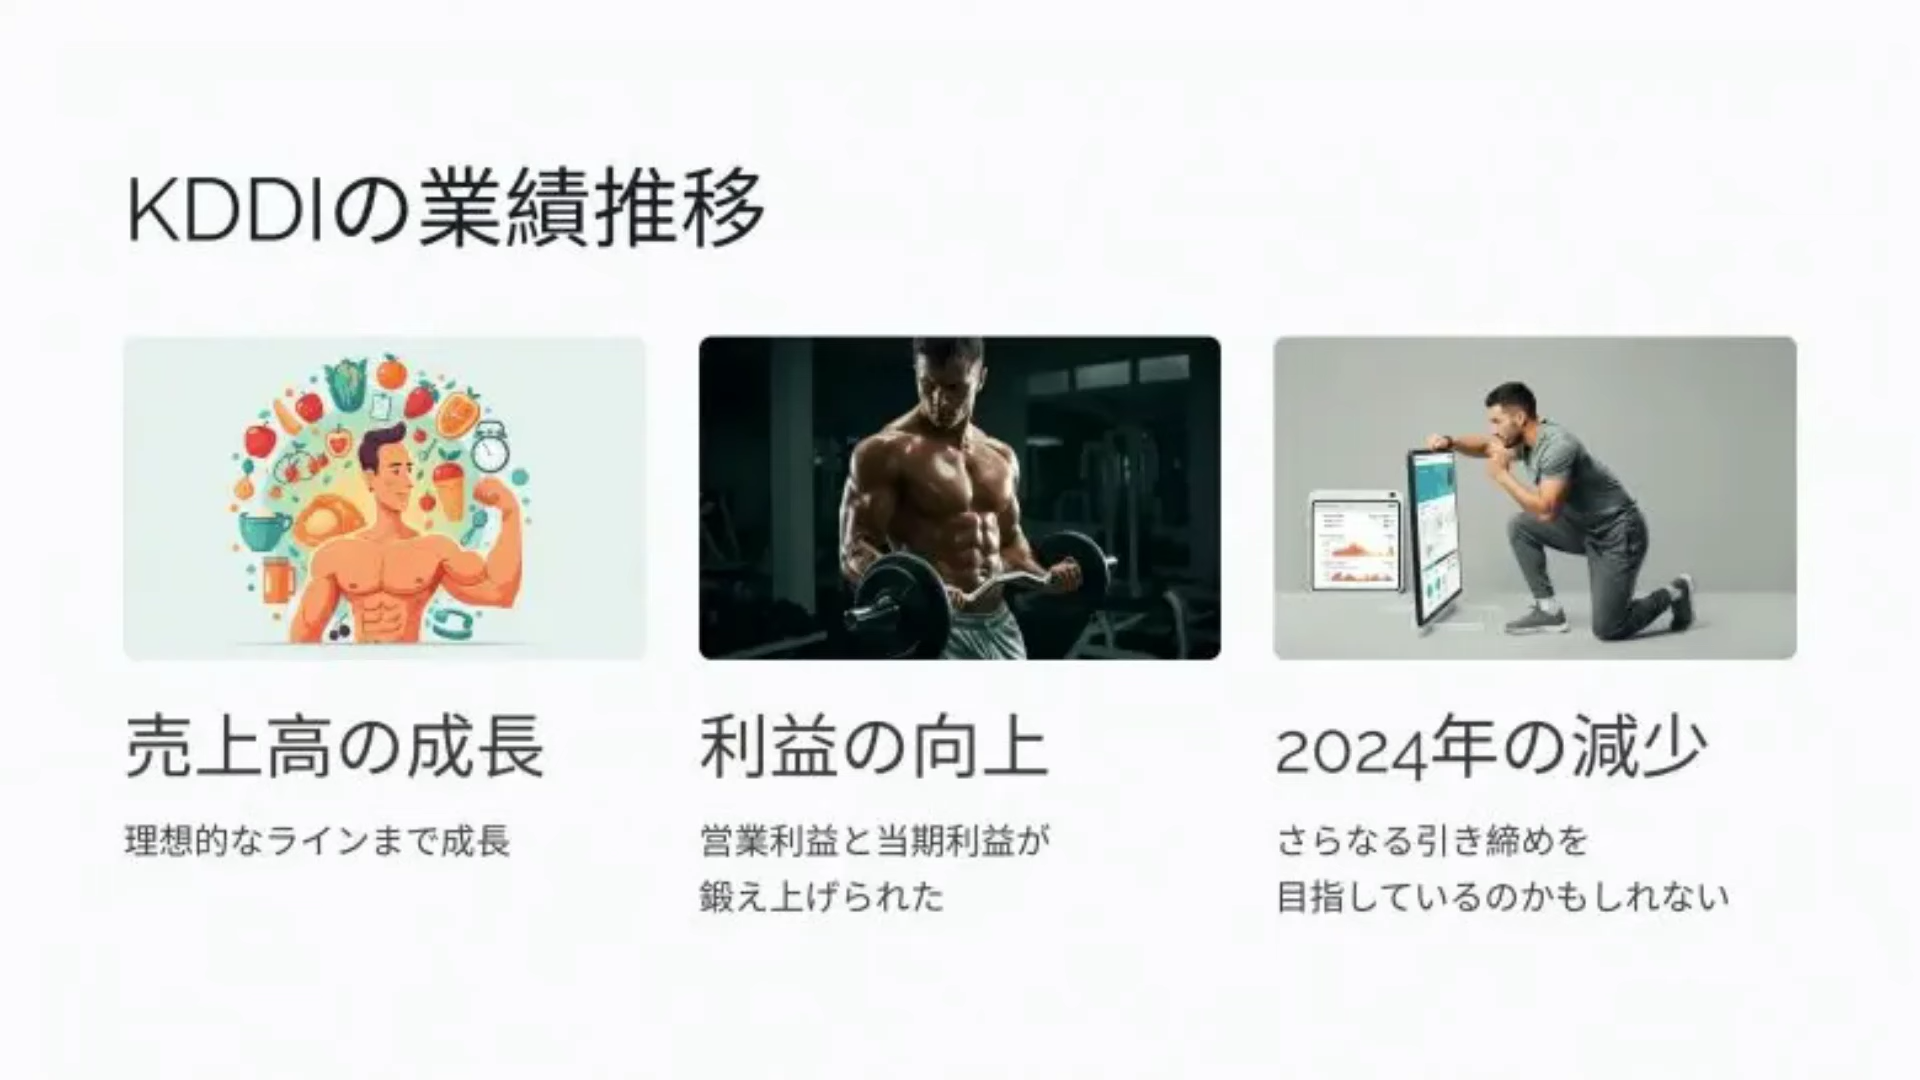 KDDIの業績推移
売上高の成長
理想的なラインまで成長
利益の向上
営業利益と当期利益が
鍛え上げられた
2024年の減少
さらなる引き締めを
目指しているのかもしれない